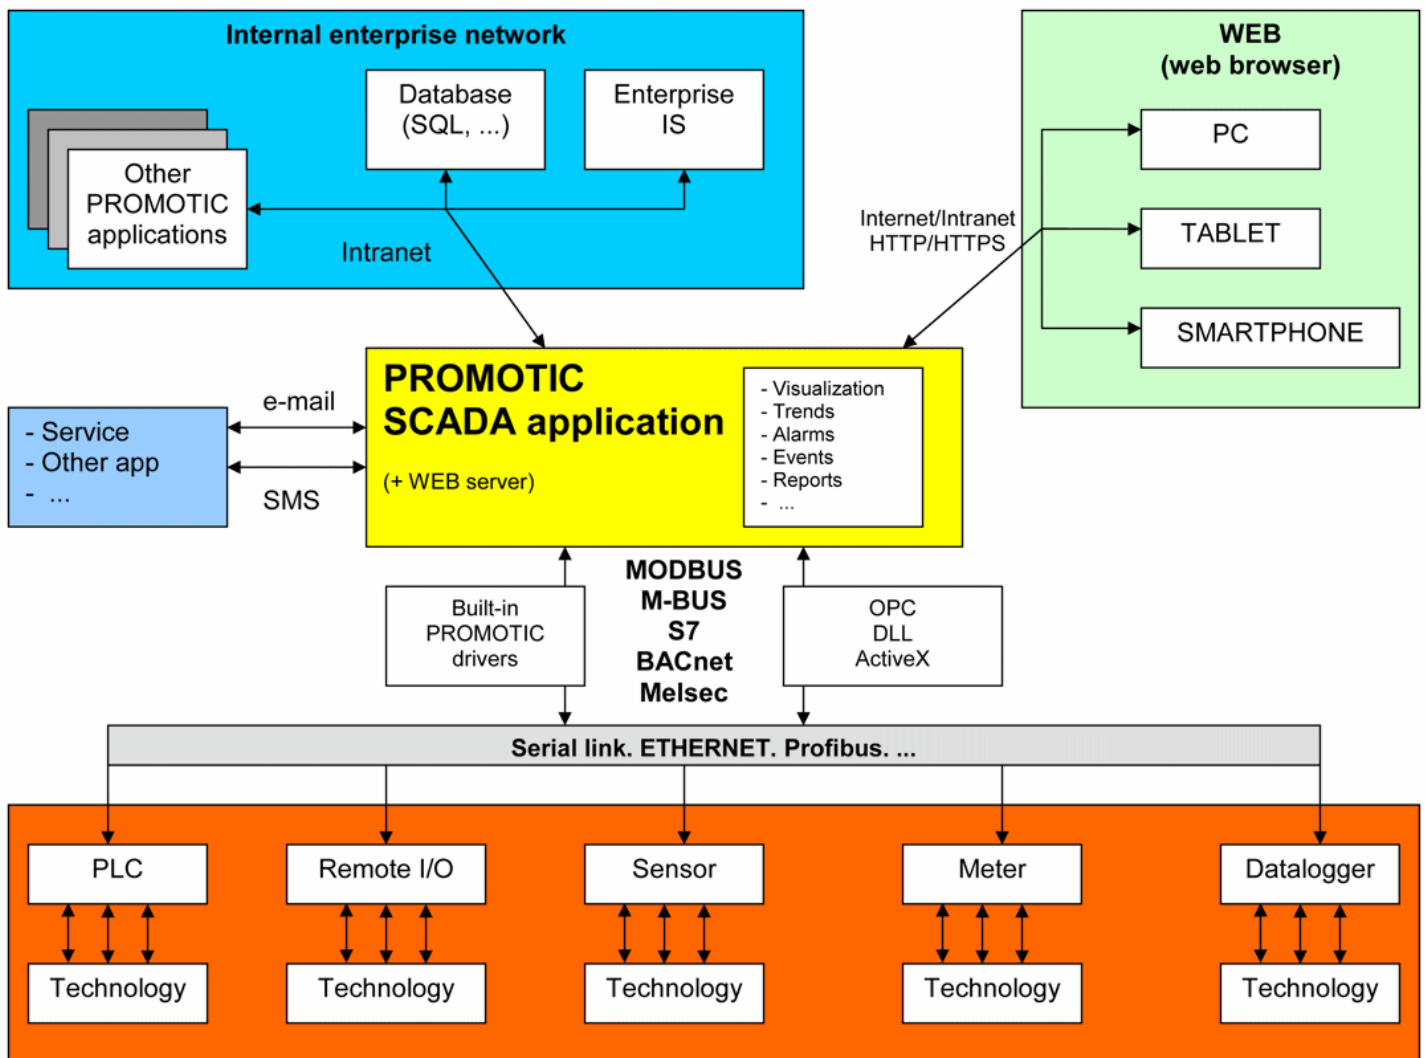 Internal enterprise network
Database
(SQL, ...)
Enterprise
IS
Other
PROMOTIC
applications
Intranet
WEB
(web browser)
PC
TABLET
SMARTPHONE
Internet/Intranet
HTTP/HTTPS
- Service
- Other app
- ...
e-mail
SMS
PROMOTIC
SCADA application
(+ WEB server)
- Visualization
- Trends
- Alarms
- Events
- Reports
- ...
Built-in
PROMOTIC
drivers
MODBUS
M-BUS
S7
BACnet
Melsec
OPC
DLL
ActiveX
Serial link. ETHERNET. Profibus. ...
PLC
Remote I/O
Sensor
Meter
Datalogger
Technology
Technology
Technology
Technology
Technology